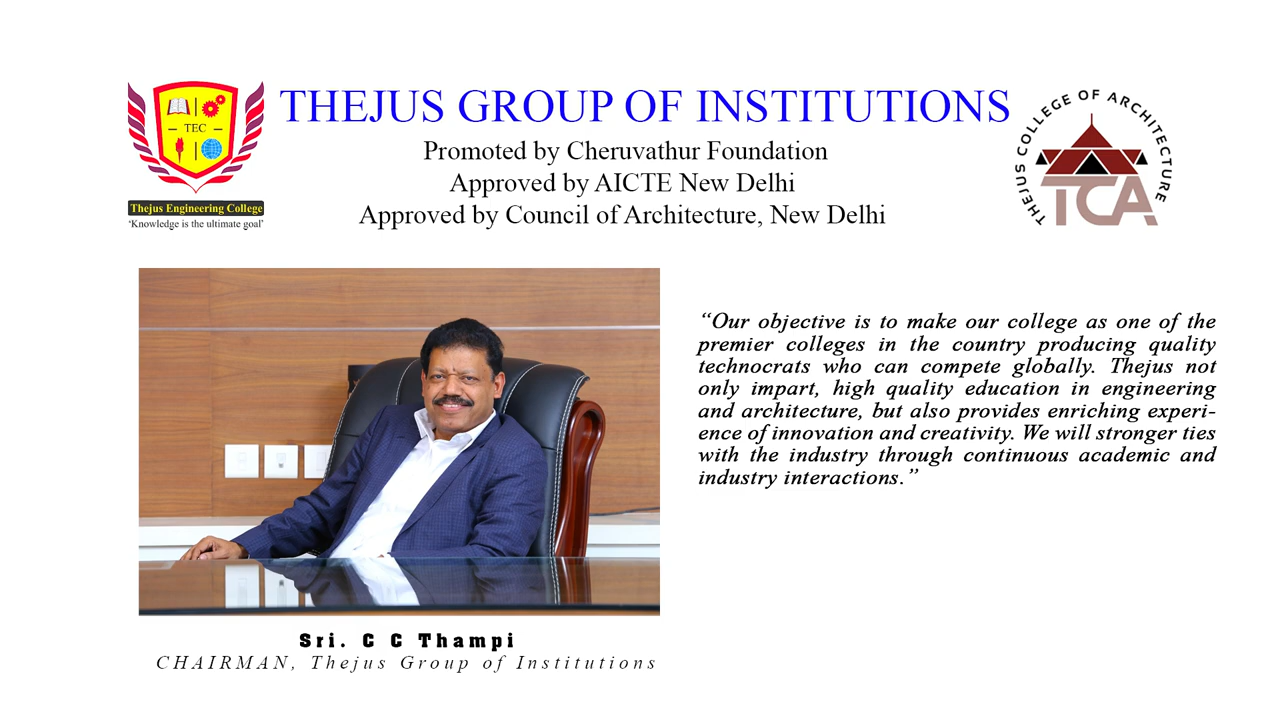 TEC
Thejus Engineering College
‘Knowledge is the ultimate goal’
THEJUS GROUP OF INSTITUTIONS
Promoted by Cheruvathur Foundation
Approved by AICTE New Delhi
Approved by Council of Architecture, New Delhi
THEJUS COLLEGE OF ARCHITECTURE
TCA
“Our objective is to make our college as one of the
premier colleges in the country producing quality
technocrats who can compete globally. Thejus not
only impart, high quality education in engineering
and architecture, but also provides enriching experi-
ence of innovation and creativity. We will stronger ties
with the industry through continuous academic and
industry interactions.”
Sri. C C Thampi
CHAIRMAN, Thejus Group of Institutions